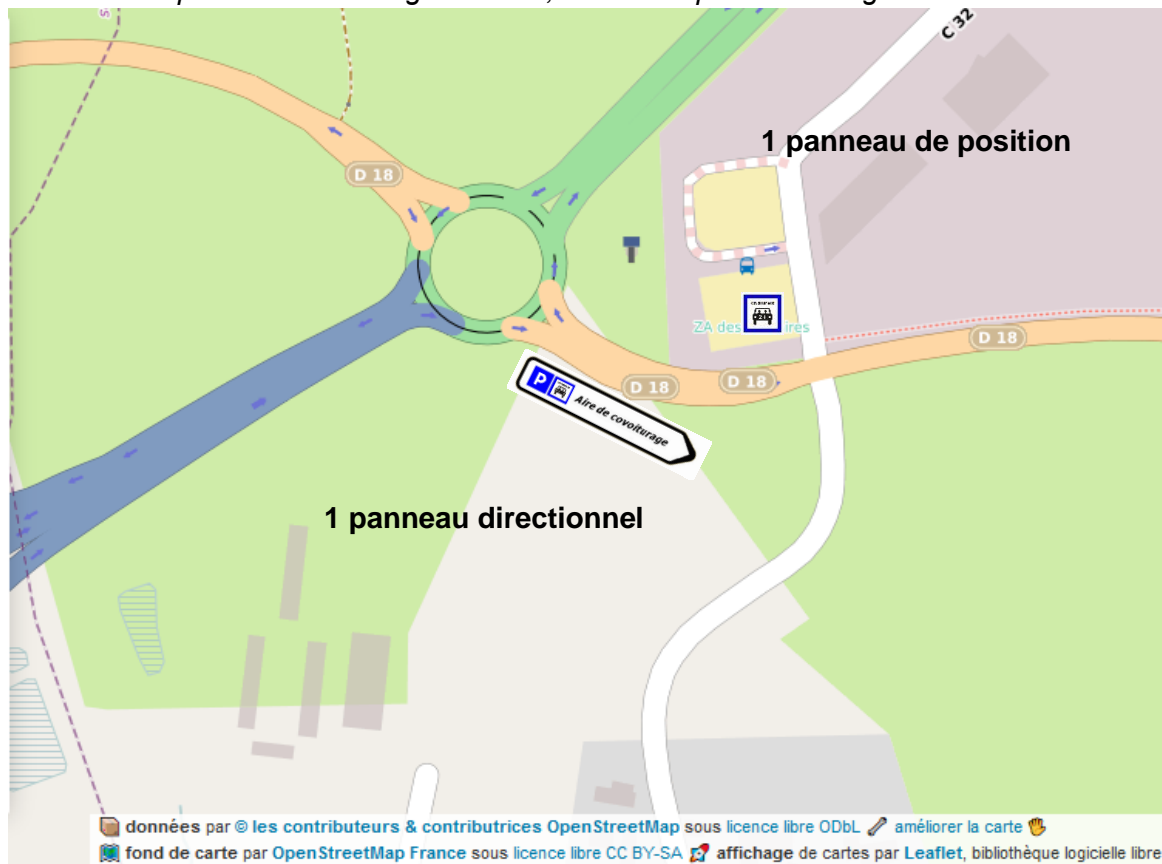 C 32
1 panneau de position
D 18
ZA des ires
D 18
D 18
D 18
P
Aire de covoiturage
1 panneau directionnel
données par © les contributeurs & contributrices OpenStreetMap sous licence libre ODbL améliorer la carte
fond de carte par OpenStreetMap France sous licence libre CC BY-SA affichage de cartes par Leaflet, bibliothèque logicielle libre